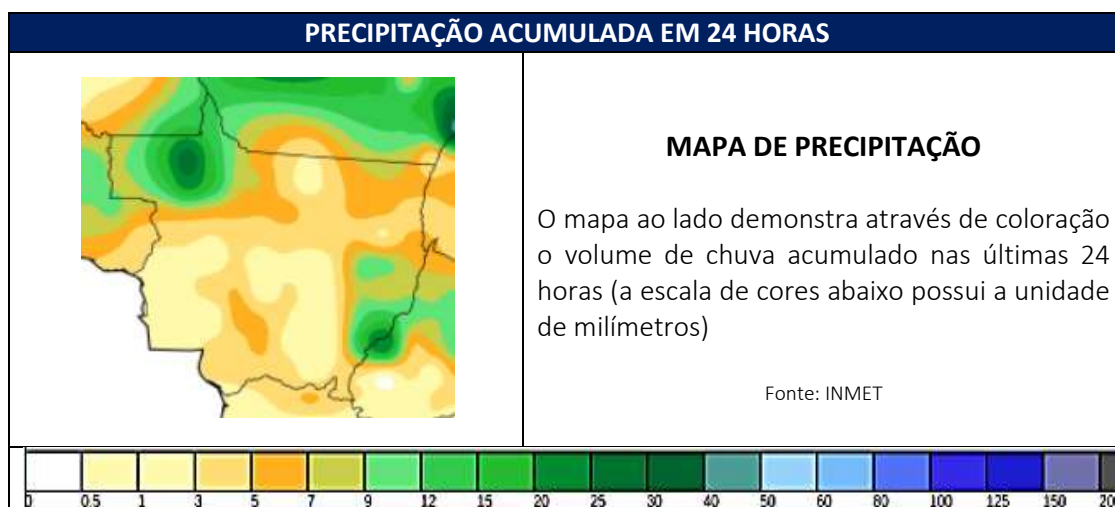 PRECIPITAÇÃO ACUMULADA EM 24 HORAS
MAPA DE PRECIPITAÇÃO
O mapa ao lado demonstra através de coloração
o volume de chuva acumulado nas últimas 24
horas (a escala de cores abaixo possui a unidade
de milímetros)
Fonte: INMET
0 0.5 1 3 5 7 9 12 15 20 25 30 40 50 60 80 100 125 150